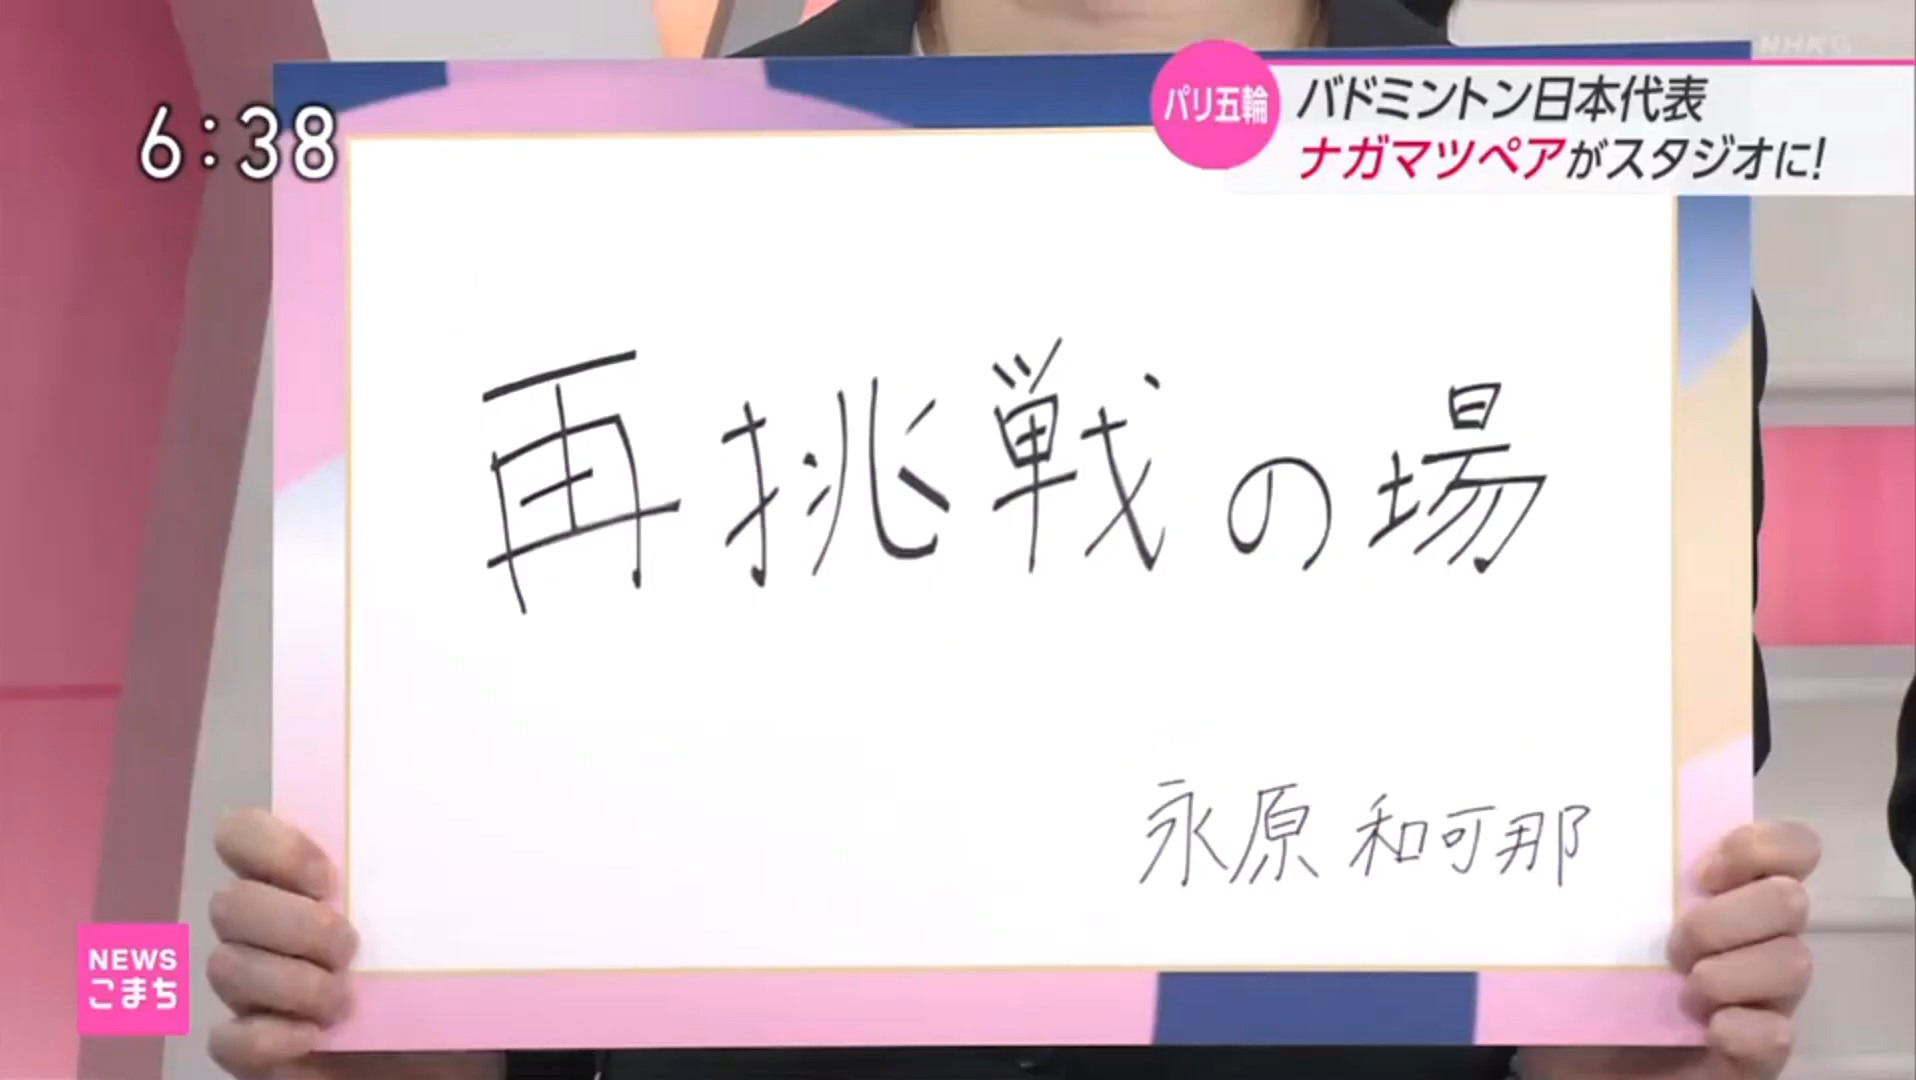 NHK G
6:38
パリ五輪
バドミントン日本代表
ナガマツペアがスタジオに!
再挑戦の場
永原 和可那
NEWS
こまち